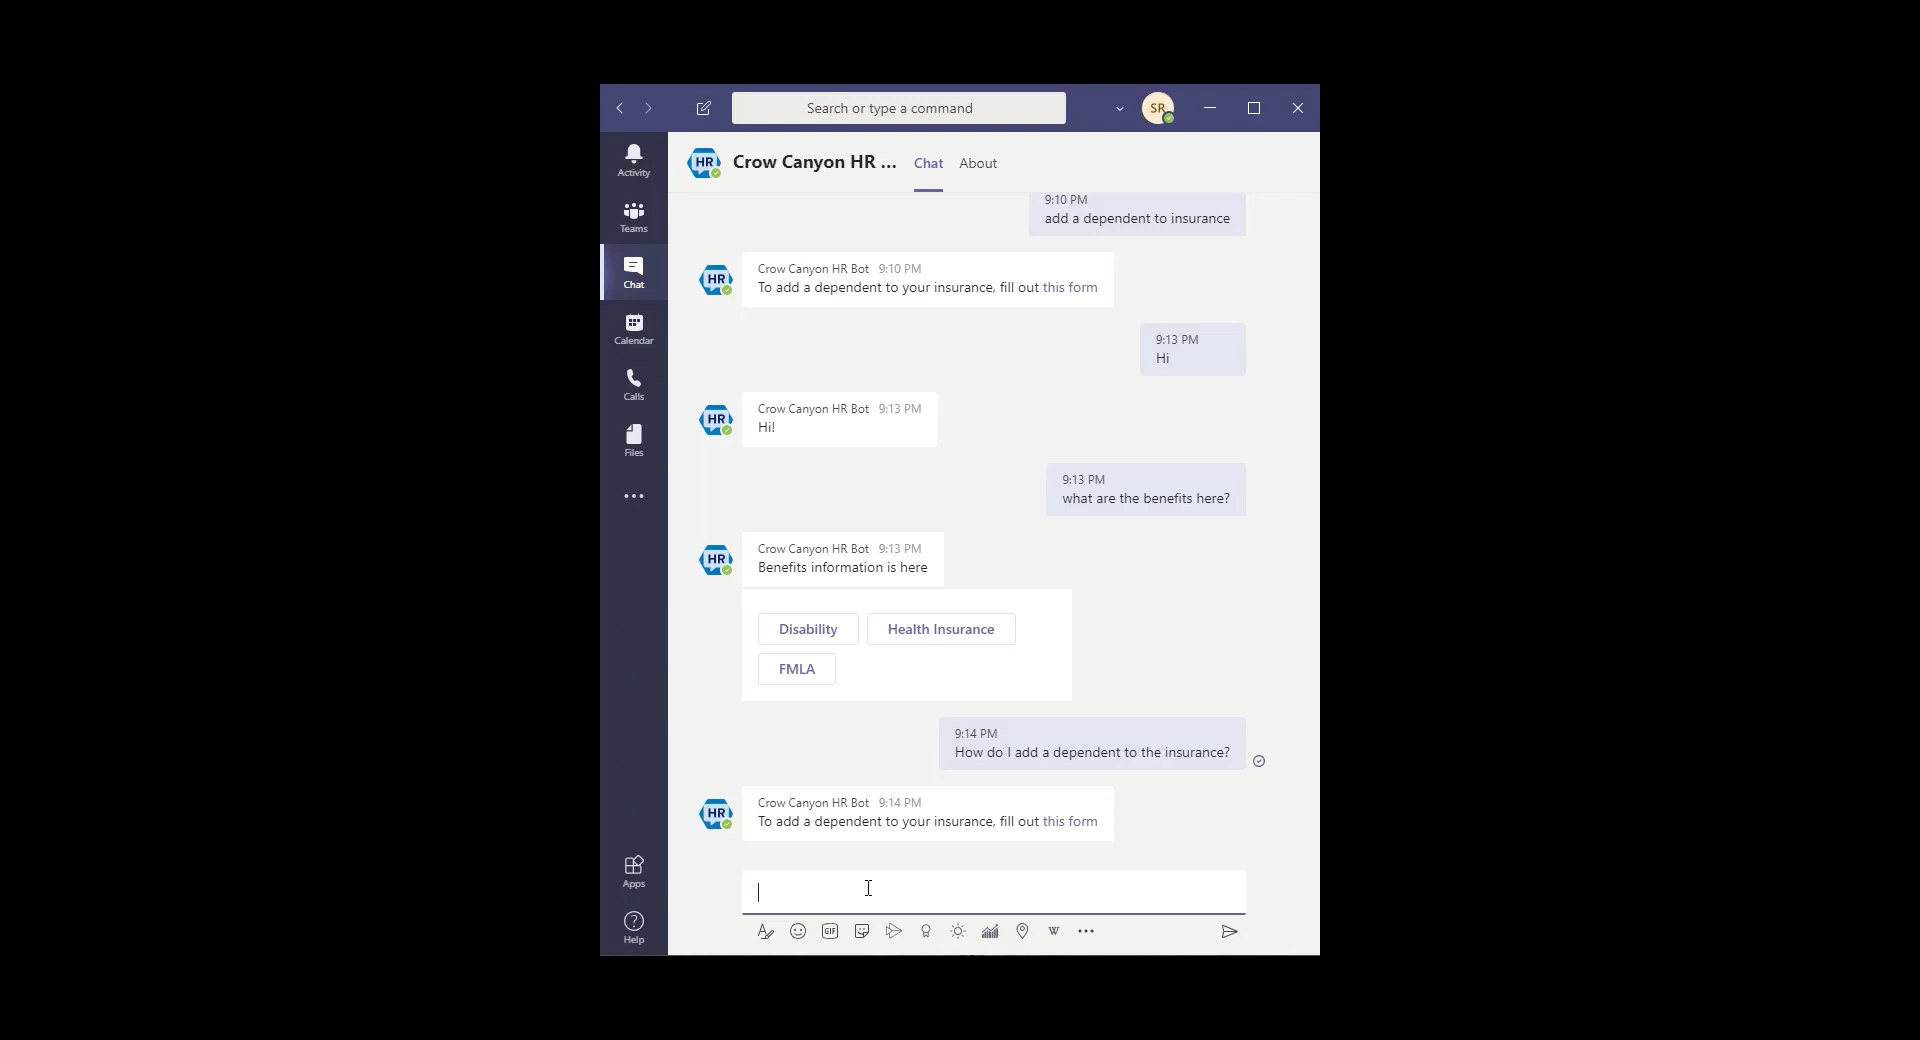 Search or type a command
SR
Activity
Teams
Chat
Calendar
Calls
Files
Apps
Help
HR
Crow Canyon HR ...
Chat
About
9:10 PM
add a dependent to insurance
HR
Crow Canyon HR Bot 9:10 PM
To add a dependent to your insurance, fill out this form
9:13 PM
Hi
HR
Crow Canyon HR Bot 9:13 PM
Hi!
9:13 PM
what are the benefits here?
HR
Crow Canyon HR Bot 9:13 PM
Benefits information is here
Disability
Health Insurance
FMLA
9:14 PM
How do I add a dependent to the insurance?
HR
Crow Canyon HR Bot 9:14 PM
To add a dependent to your insurance, fill out this form
GIF
W